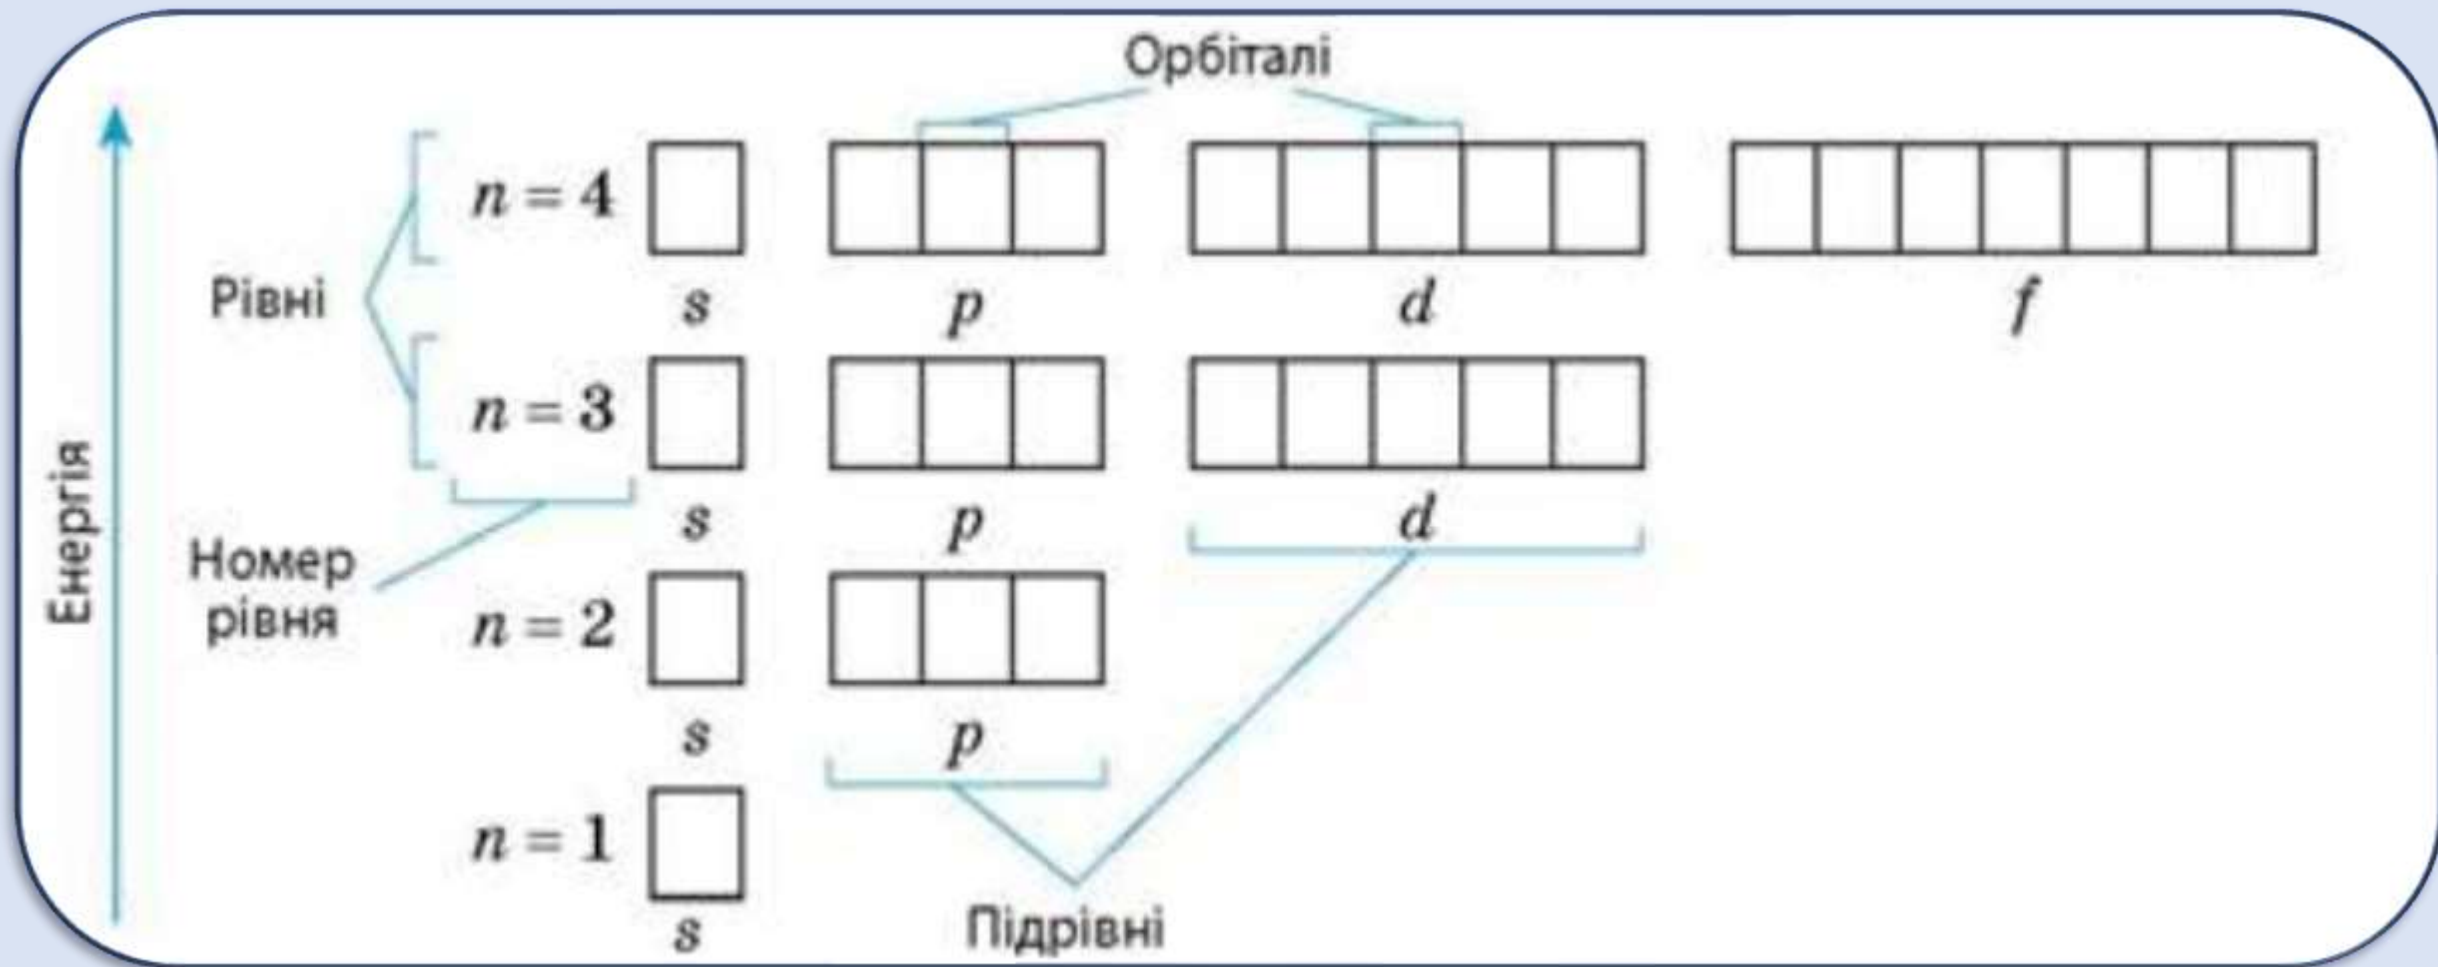 Орбіталі
n = 4
s
p
d
f
Рівні
n = 3
s
p
d
Енергія
Номер
рівня
n = 2
s
p
n = 1
s
Підрівні